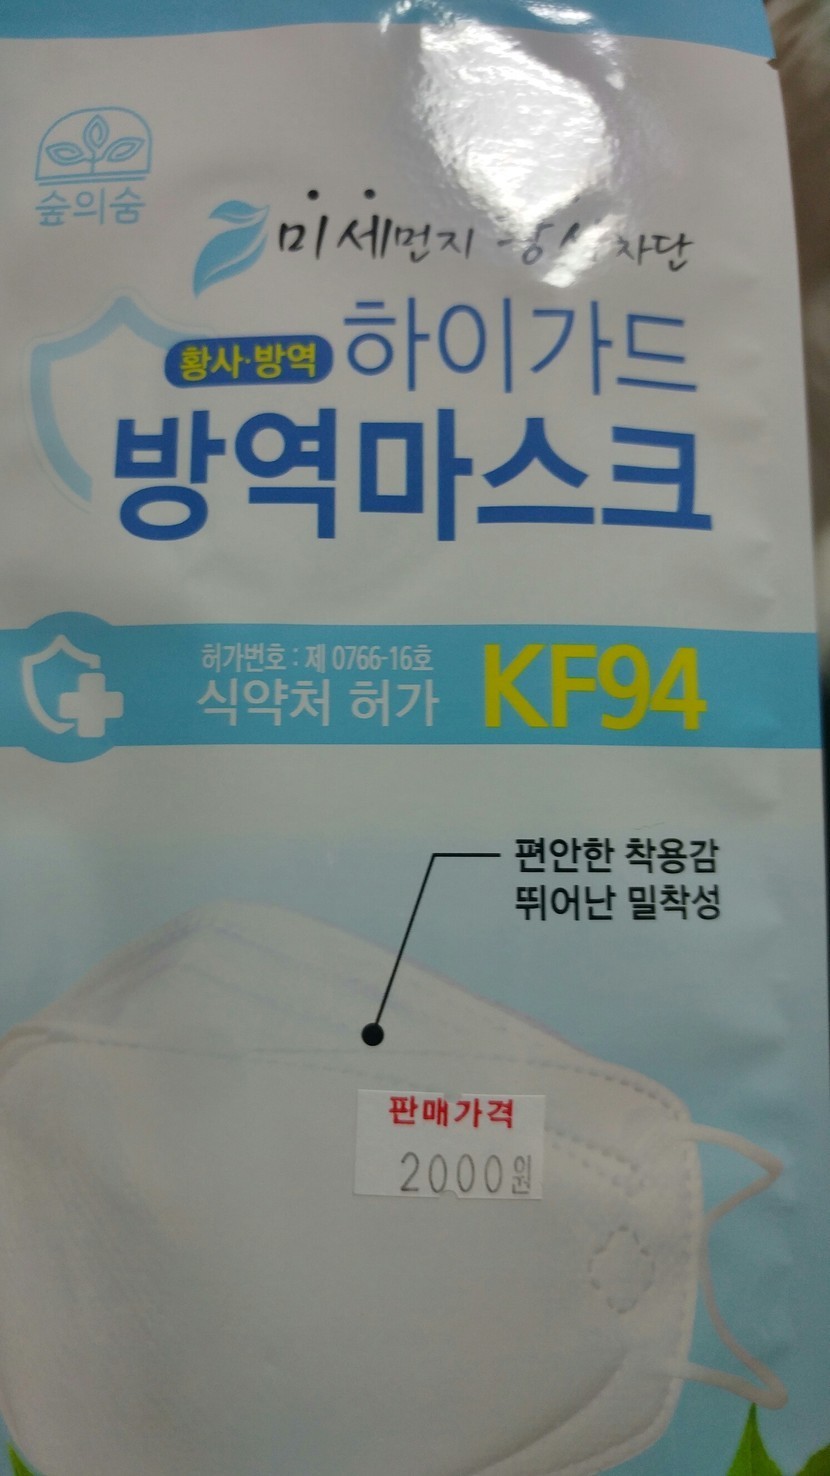 숲의숨
미세먼지 황사 차단
황사·방역 하이가드
방역마스크
허가번호 : 제 0766-16호
식약처 허가 KF94
편안한 착용감
뛰어난 밀착성
판매가격
2000원